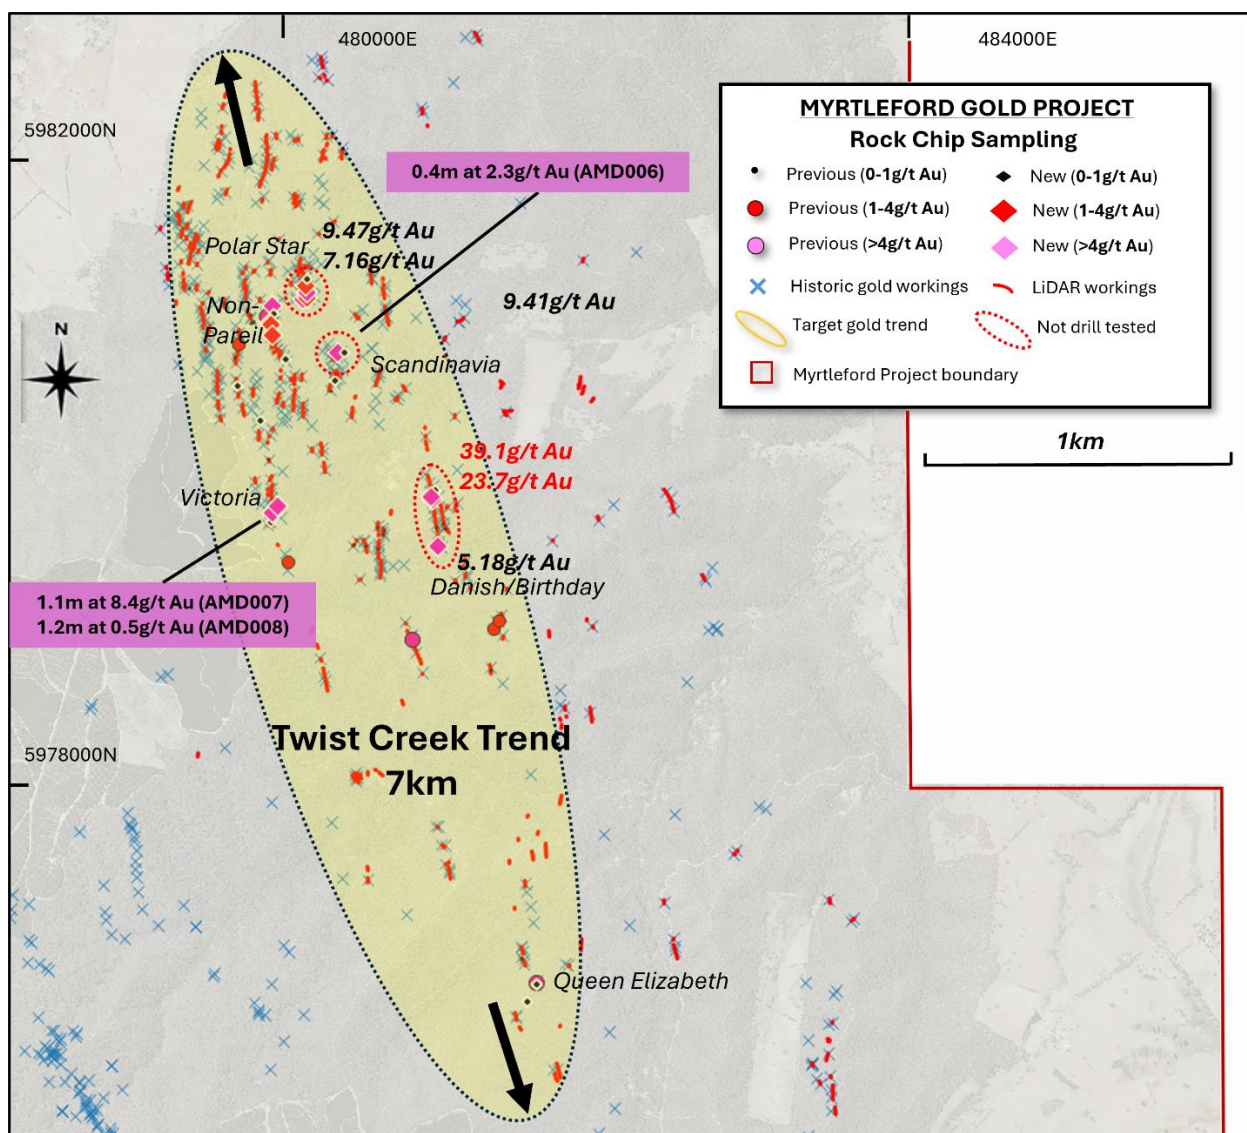 480000E
484000E
5982000N
MYRTLEFORD GOLD PROJECT
Rock Chip Sampling
Previous (0-1g/t Au)
New (0-1g/t Au)
Previous (1-4g/t Au)
New (1-4g/t Au)
Previous (>4g/t Au)
New (>4g/t Au)
Historic gold workings
LiDAR workings
Target gold trend
Not drill tested
Myrtleford Project boundary
1km
0.4m at 2.3g/t Au (AMD006)
Polar Star
9.47g/t Au
7.16g/t Au
9.41g/t Au
Non-
Pareil
Scandinavia
N
39.1g/t Au
23.7g/t Au
Victoria
5.18g/t Au
Danish/Birthday
1.1m at 8.4g/t Au (AMD007)
1.2m at 0.5g/t Au (AMD008)
Twist Creek Trend
7km
5978000N
Queen Elizabeth